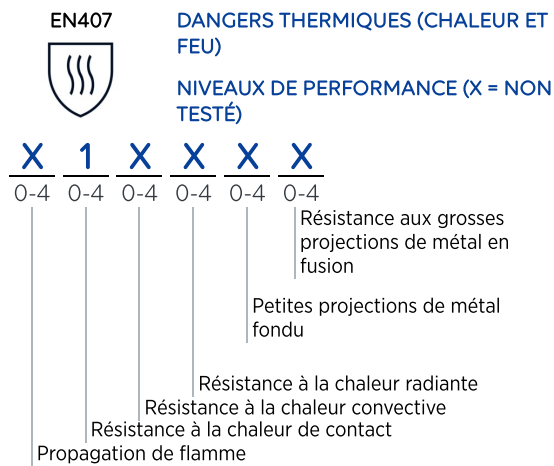 EN407
DANGERS THERMIQUES (CHALEUR ET
FEU)
NIVEAUX DE PERFORMANCE (X = NON
TESTÉ)
X 1 X X X X
0-4 0-4 0-4 0-4 0-4 0-4
Résistance aux grosses
projections de métal en
fusion
Petites projections de métal
fondu
Résistance à la chaleur radiante
Résistance à la chaleur convective
Résistance à la chaleur de contact
Propagation de flamme